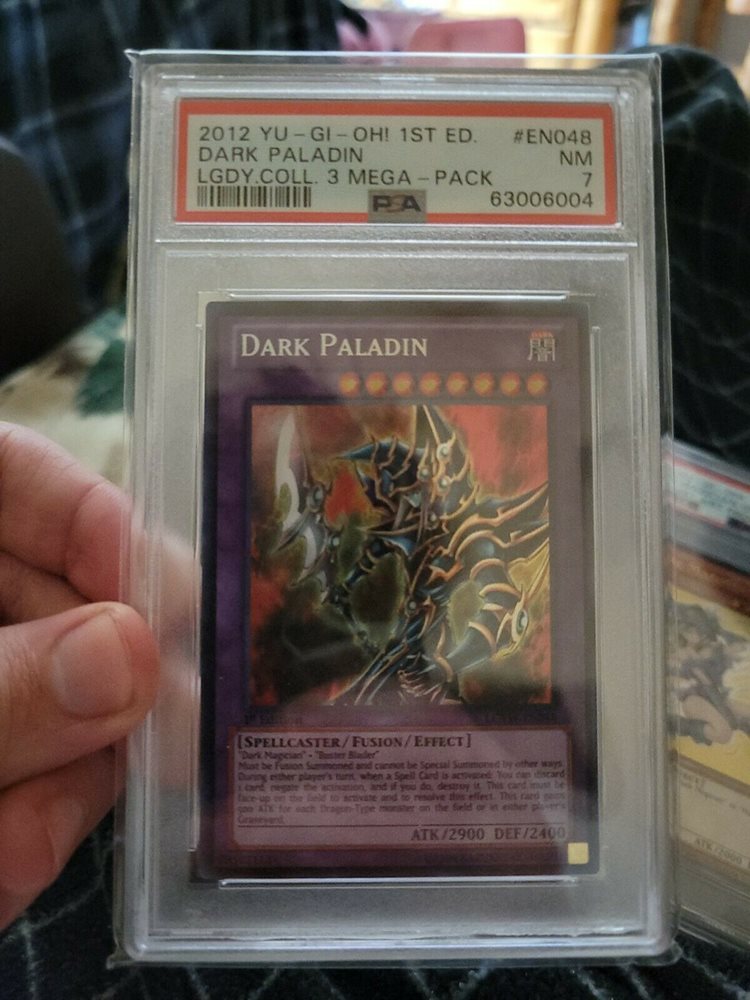 2012 YU-GI-OH! 1ST ED. #EN048
DARK PALADIN NM
LGDY.COLL. 3 MEGA-PACK 7
PSA 63006004
DARK PALADIN
1st Edition
[SPELLCASTER/FUSION/EFFECT]
"Dark Magician" + "Buster Blader"
Must be Fusion Summoned and cannot be Special Summoned by other ways.
During either player's turn, when a Spell Card is activated: You can discard
1 card; negate the activation, and if you do, destroy it. This card must be
face-up on the field to activate and to resolve this effect. This card gains
500 ATK for each Dragon-Type monster on the field or in either player's
Graveyard.
ATK/2900 DEF/2400
ATK/2000